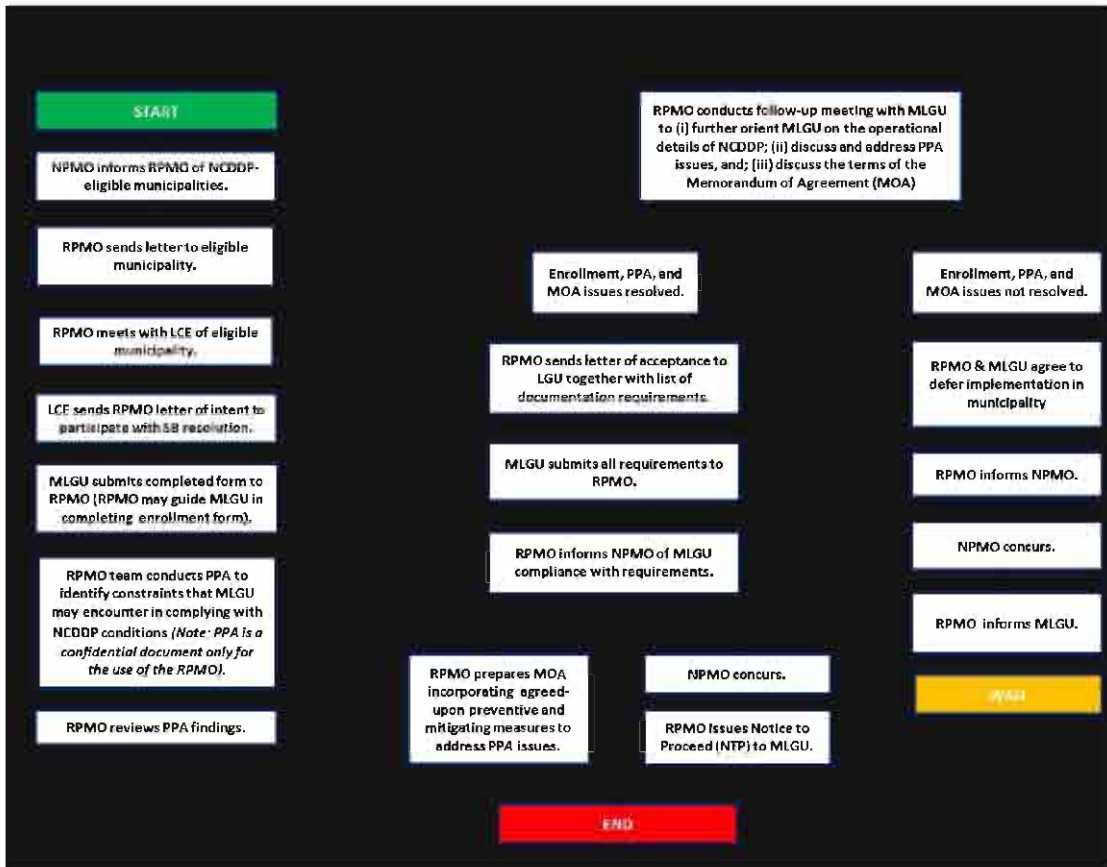 START
NPMO informs RPMO of NCDDP-
eligible municipalities.
RPMO sends letter to eligible
municipality.
RPMO meets with LCE of eligible
municipality.
LCE sends RPMO letter of intent to
participate with SB resolution.
MLGU submits completed form to
RPMO (RPMO may guide MLGU in
completing enrollment form).
RPMO team conducts PPA to
identify constraints that MLGU
may encounter in complying with
NCDDP conditions (Note: PPA is a
confidential document only for
the use of the RPMO).
RPMO reviews PPA findings.
RPMO conducts follow-up meeting with MLGU
to (i) further orient MLGU on the operational
details of NCDDP; (ii) discuss and address PPA
issues, and; (iii) discuss the terms of the
Memorandum of Agreement (MOA)
Enrollment, PPA, and
MOA issues resolved.
RPMO sends letter of acceptance to
LGU together with list of
documentation requirements.
MLGU submits all requirements to
RPMO.
RPMO informs NPMO of MLGU
compliance with requirements.
RPMO prepares MOA
incorporating agreed-
upon preventive and
mitigating measures to
address PPA issues.
NPMO concurs.
RPMO issues Notice to
Proceed (NTP) to MLGU.
END
Enrollment, PPA, and
MOA issues not resolved.
RPMO & MLGU agree to
defer implementation in
municipality
RPMO informs NPMO.
NPMO concurs.
RPMO informs MLGU.